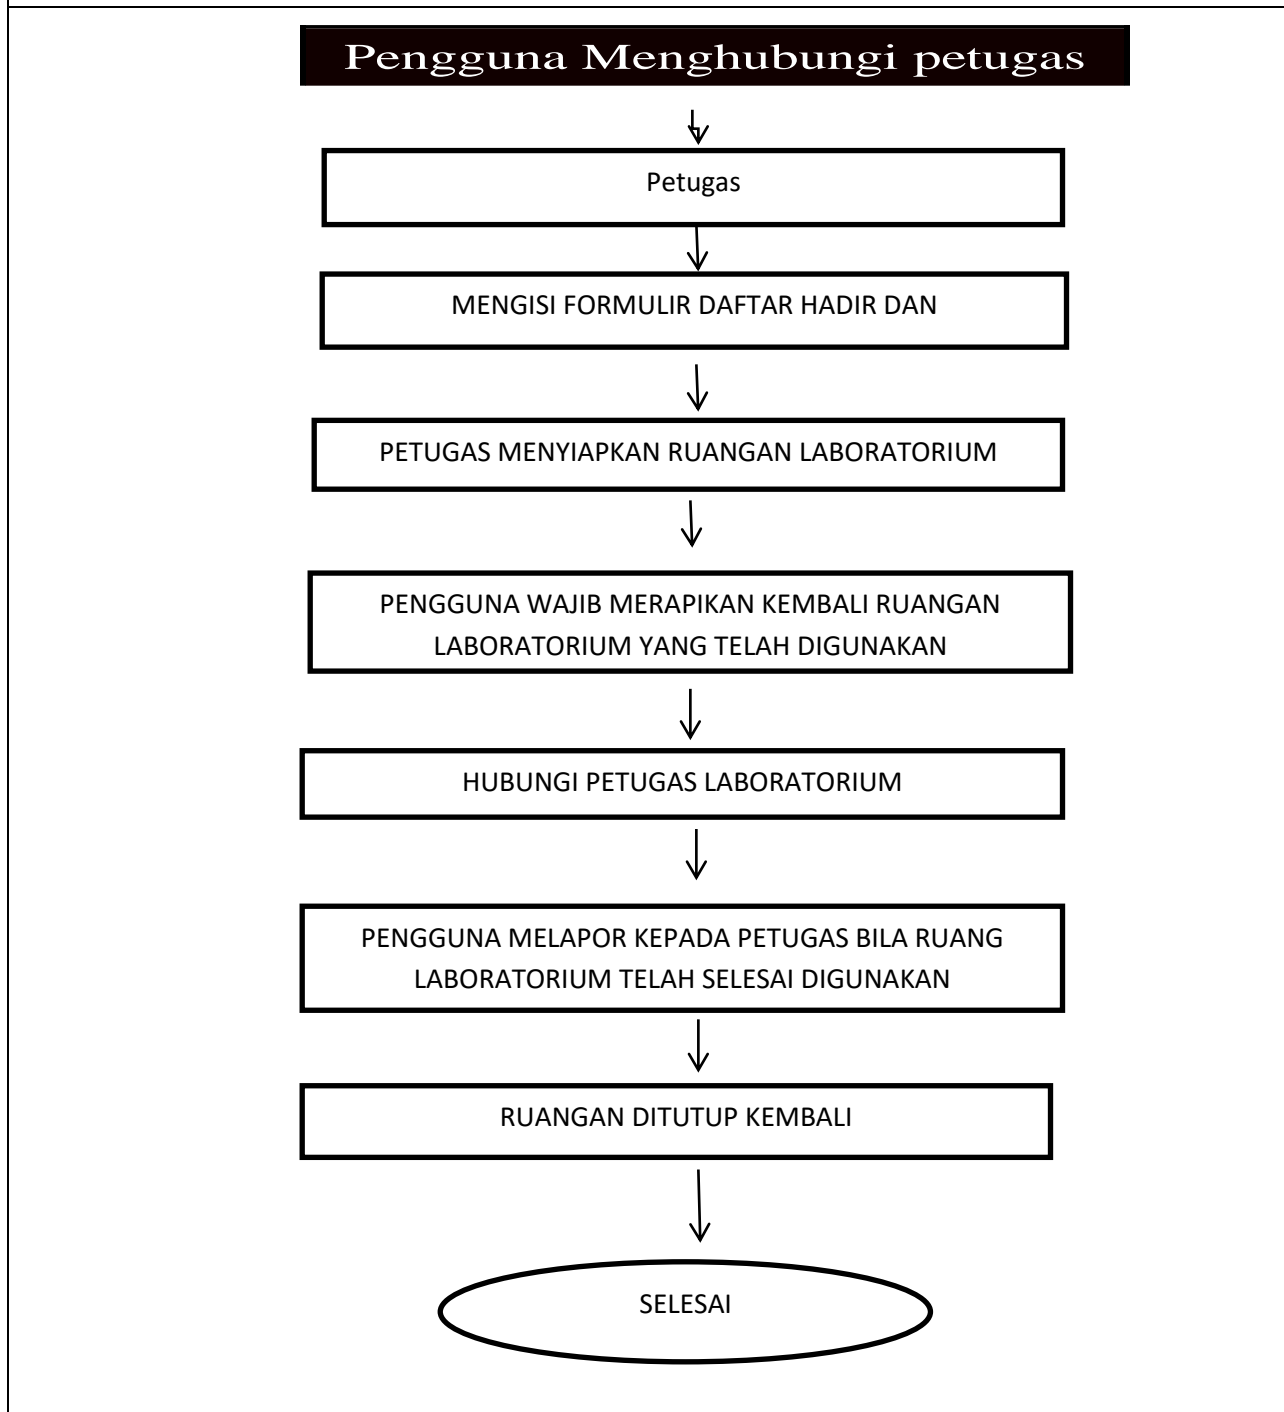 Pengguna Menghubungi petugas
Petugas
MENGISI FORMULIR DAFTAR HADIR DAN
PETUGAS MENYIAPKAN RUANGAN LABORATORIUM
PENGGUNA WAJIB MERAPIKAN KEMBALI RUANGAN
LABORATORIUM YANG TELAH DIGUNAKAN
HUBUNGI PETUGAS LABORATORIUM
PENGGUNA MELAPOR KEPADA PETUGAS BILA RUANG
LABORATORIUM TELAH SELESAI DIGUNAKAN
RUANGAN DITUTUP KEMBALI
SELESAI